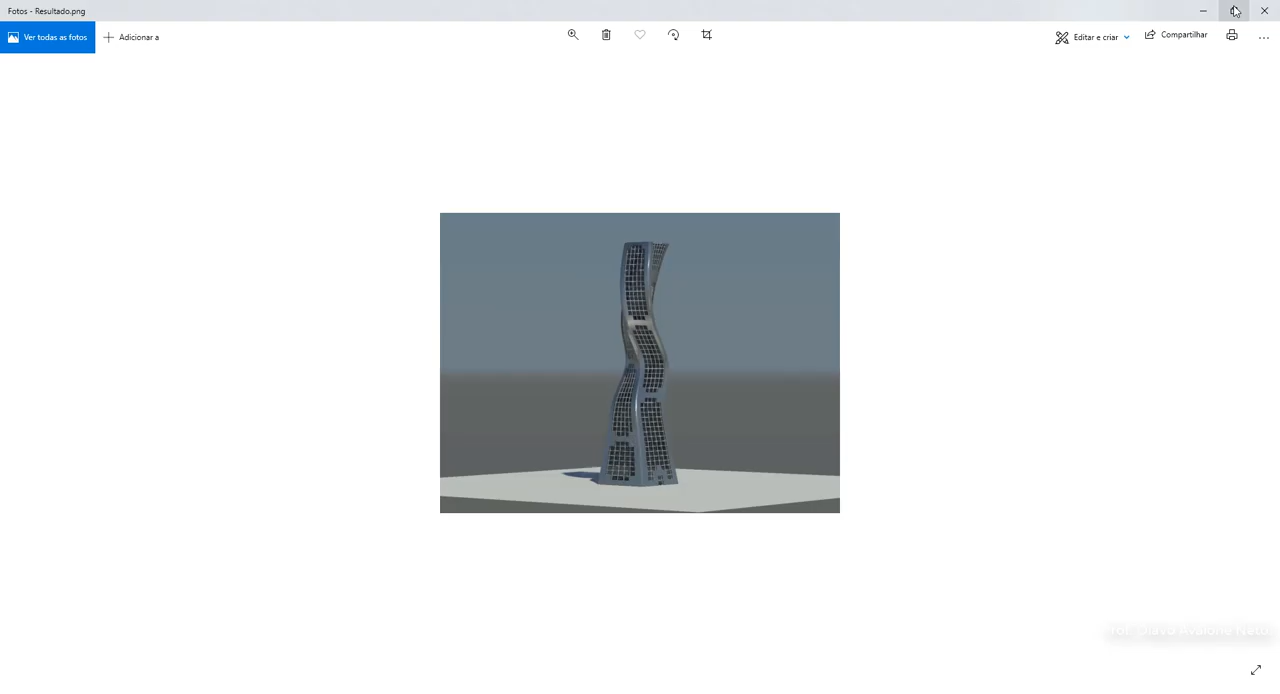 Fotos - Resultado.png
Ver todas as fotos
Adicionar a
Editar e criar
Compartilhar